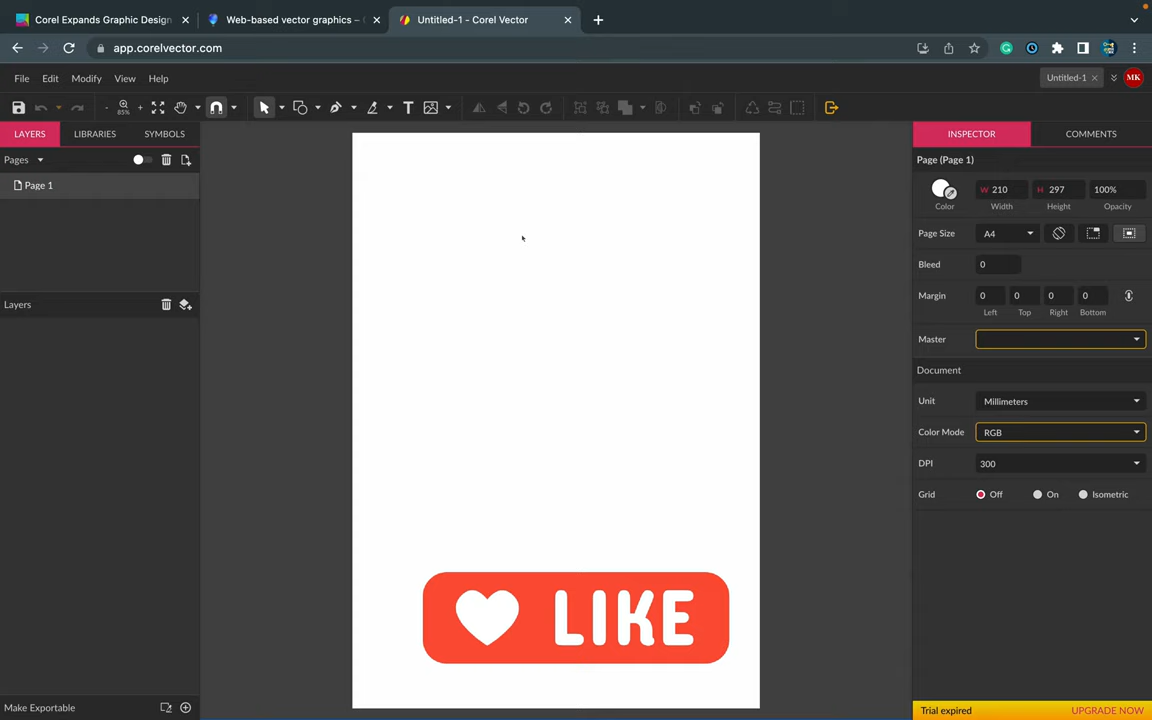 Corel Expands Graphic Design
Web-based vector graphics –
Untitled-1 - Corel Vector
app.corelvector.com
File Edit Modify View Help
Untitled-1
MK
85%
LAYERS LIBRARIES SYMBOLS
INSPECTOR COMMENTS
Pages
Page (Page 1)
Page 1
W 210 H 297 100%
Color Width Height Opacity
Page Size A4
Bleed 0
Margin 0 0 0 0
Left Top Right Bottom
Layers
Master
Document
Unit Millimeters
Color Mode RGB
DPI 300
Grid Off On Isometric
LIKE
Make Exportable
Trial expired UPGRADE NOW